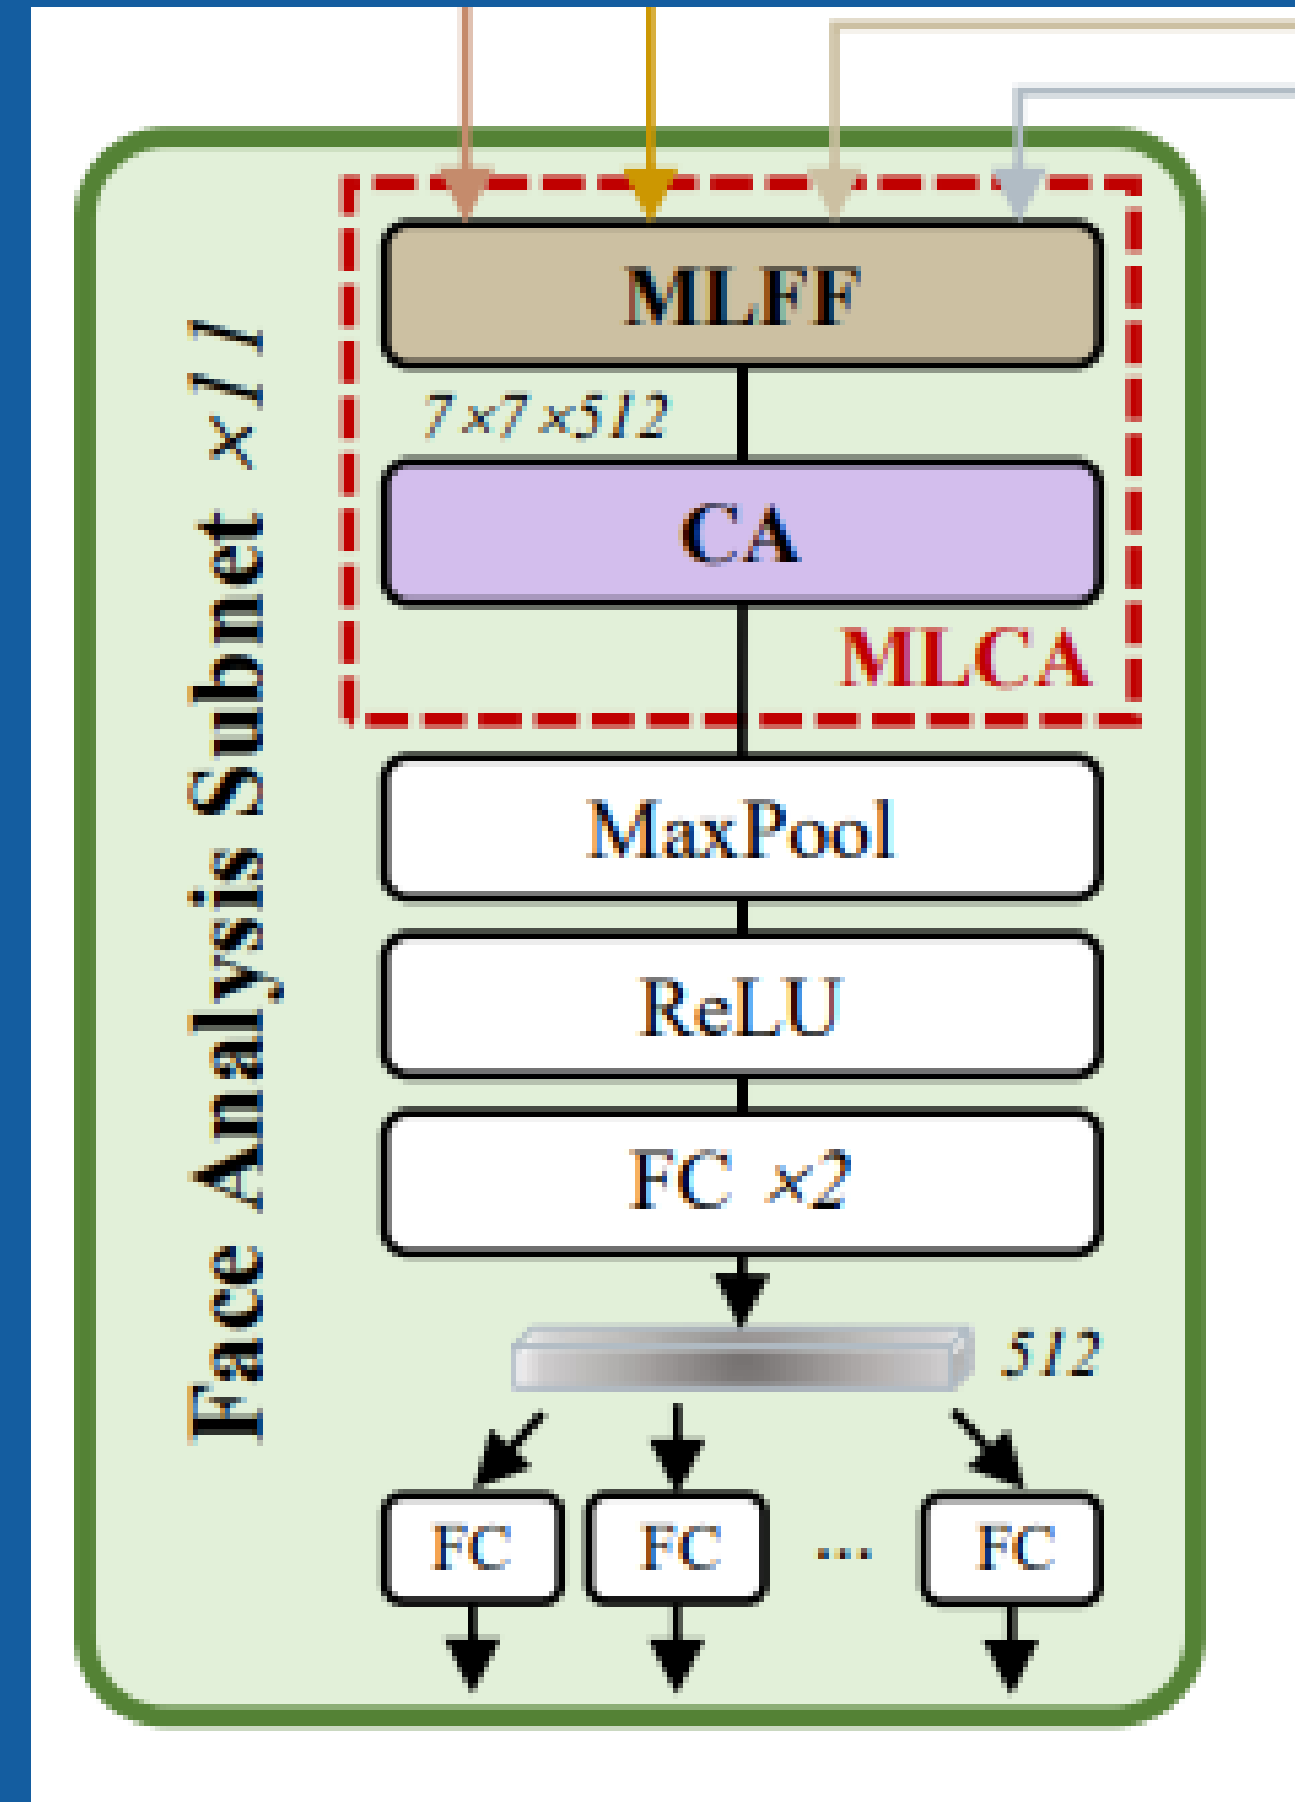 Face Analysis Subnet ×11
MLFF
7×7×512
CA
MLCA
MaxPool
ReLU
FC ×2
512
FC FC ... FC